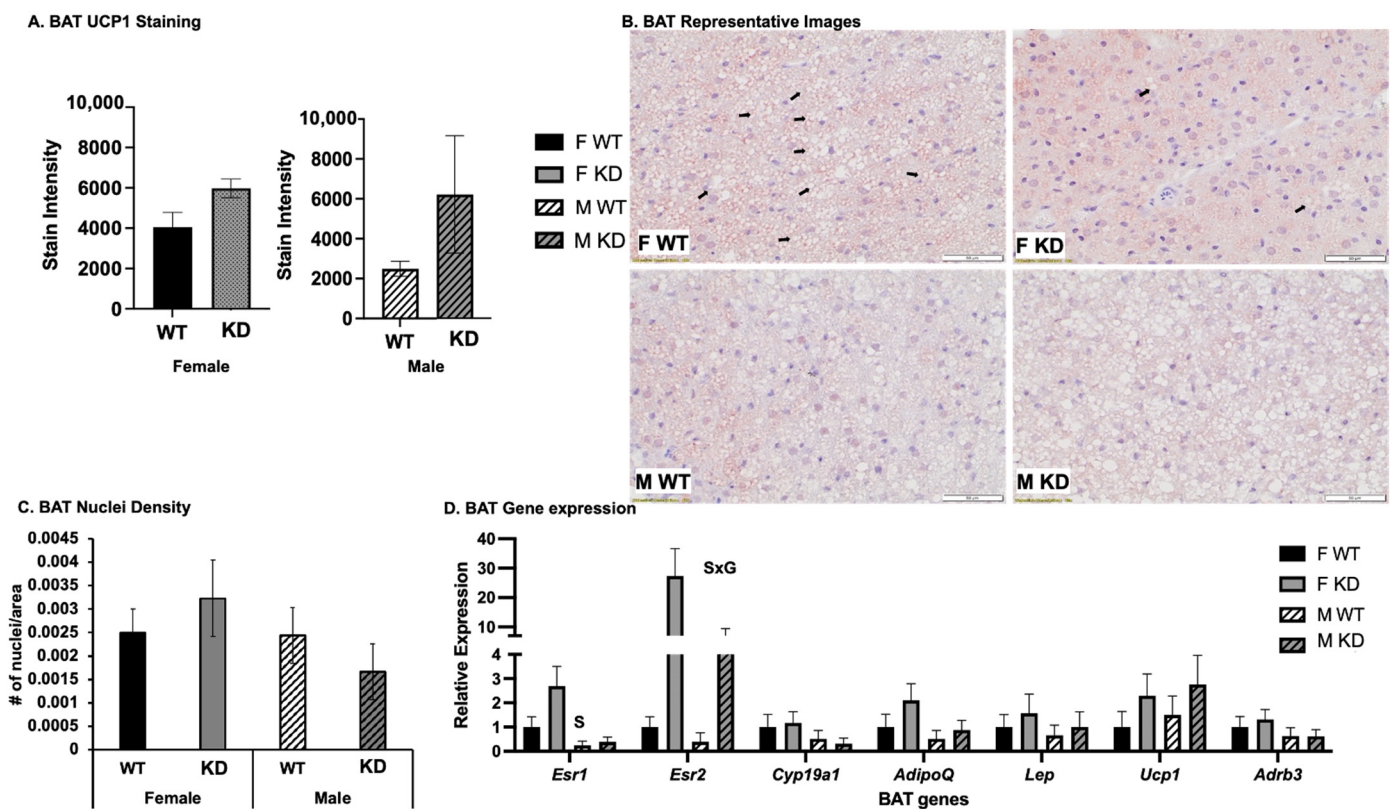 A. BAT UCP1 Staining
Stain Intensity
10,000
8000
6000
4000
2000
0
WT KD
Female
Stain Intensity
10,000
8000
6000
4000
2000
0
WT KD
Male
F WT
F KD
M WT
M KD
B. BAT Representative Images
F WT
F KD
M WT
M KD
C. BAT Nuclei Density
# of nuclei/area
0.0045
0.004
0.0035
0.003
0.0025
0.002
0.0015
0.001
0.0005
0
WT KD WT KD
Female Male
D. BAT Gene expression
Relative Expression
40
30
20
10
4
3
2
1
0
S
SxG
Esr1 Esr2 Cyp19a1 AdipoQ Lep Ucp1 Adrb3
BAT genes
F WT
F KD
M WT
M KD